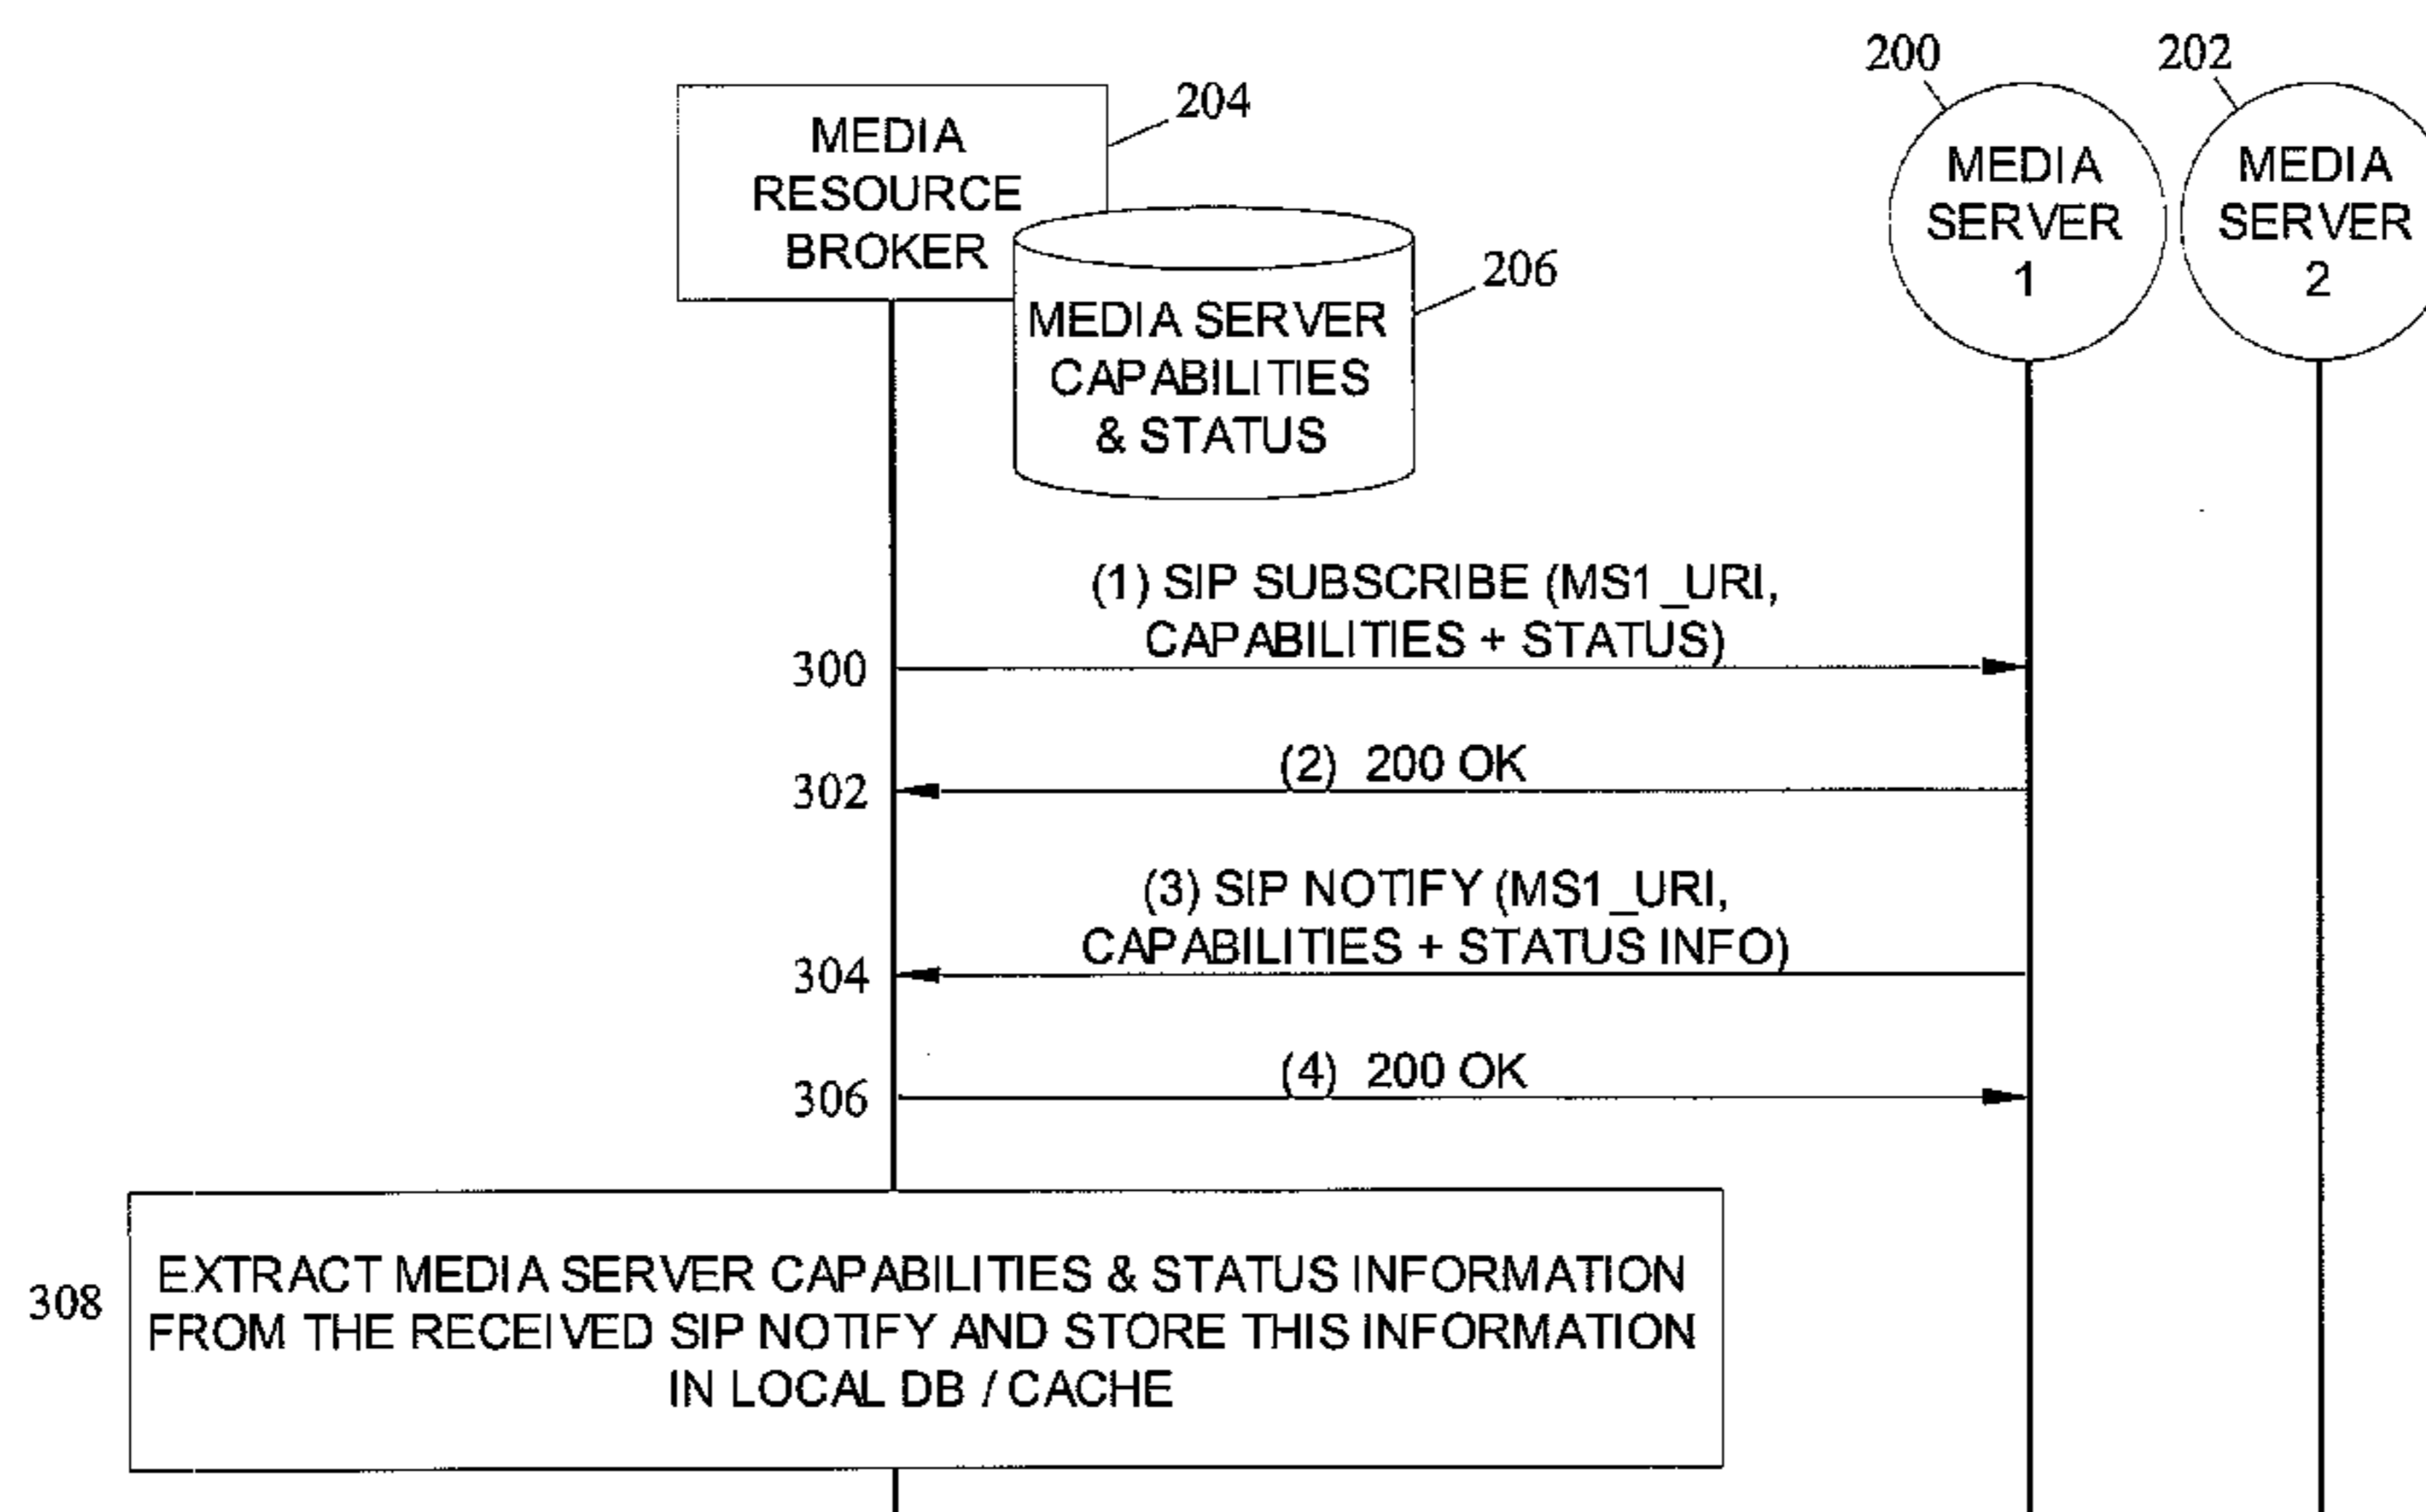 200
202
204
MEDIA
RESOURCE
BROKER
MEDIA
SERVER
1
MEDIA
SERVER
2
206
MEDIA SERVER
CAPABILITIES
& STATUS
(1) SIP SUBSCRIBE (MS1_URI,
CAPABILITIES + STATUS)
300
(2) 200 OK
302
(3) SIP NOTIFY (MS1_URI,
CAPABILITIES + STATUS INFO)
304
(4) 200 OK
306
308
EXTRACT MEDIA SERVER CAPABILITIES & STATUS INFORMATION
FROM THE RECEIVED SIP NOTIFY AND STORE THIS INFORMATION
IN LOCAL DB / CACHE